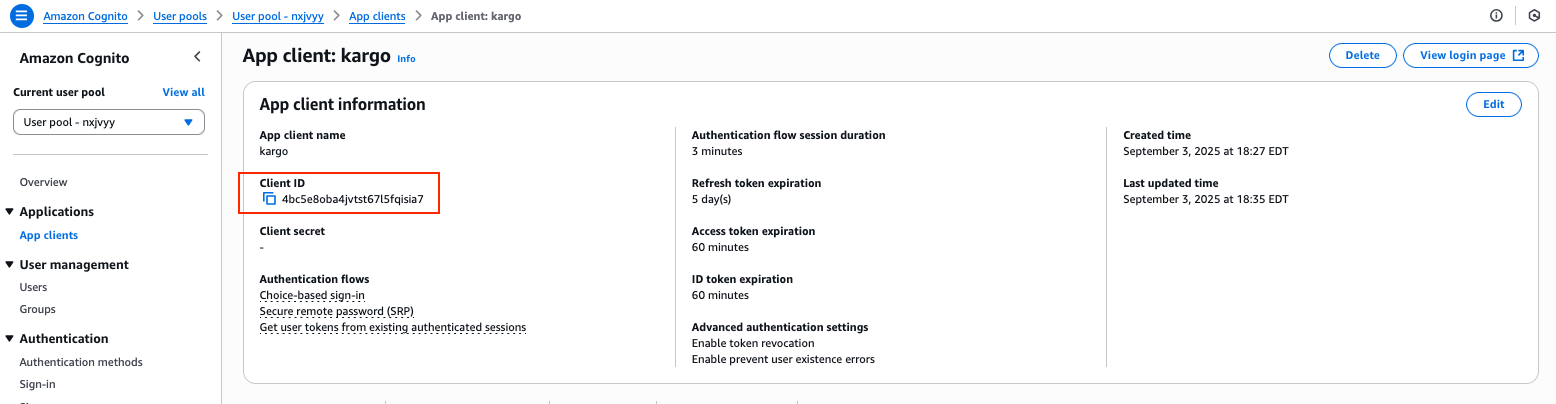 Amazon Cognito > User pools > User pool - nxjvyy > App clients > App client: kargo
Amazon Cognito
Current user pool View all
User pool - nxjvyy
Overview
Applications
App clients
User management
Users
Groups
Authentication
Authentication methods
Sign-in
App client: kargo Info
Delete
View login page
App client information
Edit
App client name
kargo
Client ID
4bc5e8oba4jvtst67l5fqisia7
Client secret
-
Authentication flows
Choice-based sign-in
Secure remote password (SRP)
Get user tokens from existing authenticated sessions
Authentication flow session duration
3 minutes
Refresh token expiration
5 day(s)
Access token expiration
60 minutes
ID token expiration
60 minutes
Advanced authentication settings
Enable token revocation
Enable prevent user existence errors
Created time
September 3, 2025 at 18:27 EDT
Last updated time
September 3, 2025 at 18:35 EDT